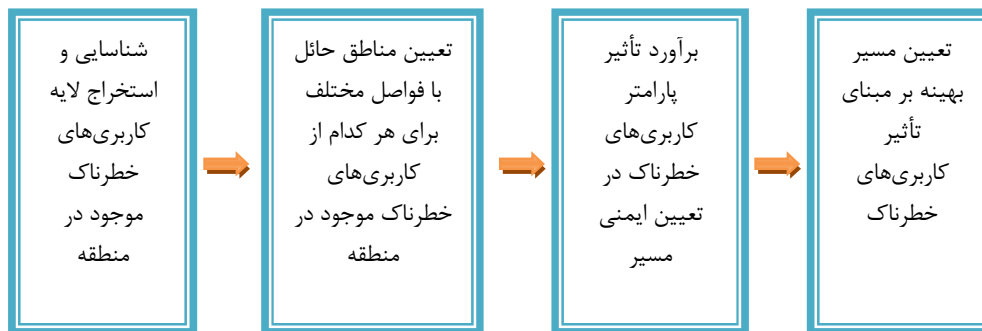 شناسایی و
استخراج لایه
کاربری‌های
خطرناک
موجود در
منطقه
تعیین مناطق حائل
با فواصل مختلف
برای هر کدام از
کاربری‌های
خطرناک موجود در
منطقه
برآورد تأثیر
پارامتر
کاربری‌های
خطرناک در
تعیین ایمنی
مسیر
تعیین مسیر
بهینه بر مبنای
تأثیر
کاربری‌های
خطرناک